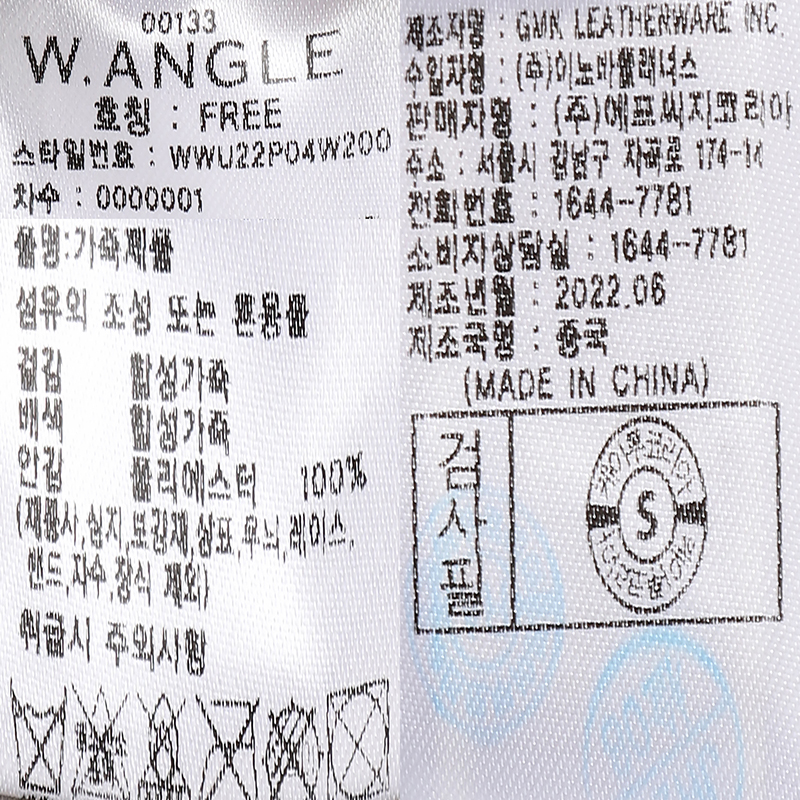 00133
W.ANGLE
호칭 : FREE
스타일번호 : WWU22P04W200
차수 : 0000001
품명:가죽제품
섬유의 조성 또는 혼용률
겉감 합성가죽
배색 합성가죽
안감 폴리에스터 100%
(재봉사,심지,보강재,상표,무늬,레이스,
밴드,자수,장식 제외)
취급시 주의사항
제조자명 : GMK LEATHERWARE INC.
수입자명 : (주)이노바플래너스
판매자명 : (주)에프씨지코리아
주소 : 서울시 강남구 자곡로 174-14
전화번호 : 1644-7781
소비자상담실 : 1644-7781
제조년월 : 2022.06
제조국명 : 중국
(MADE IN CHINA)
검사필
S